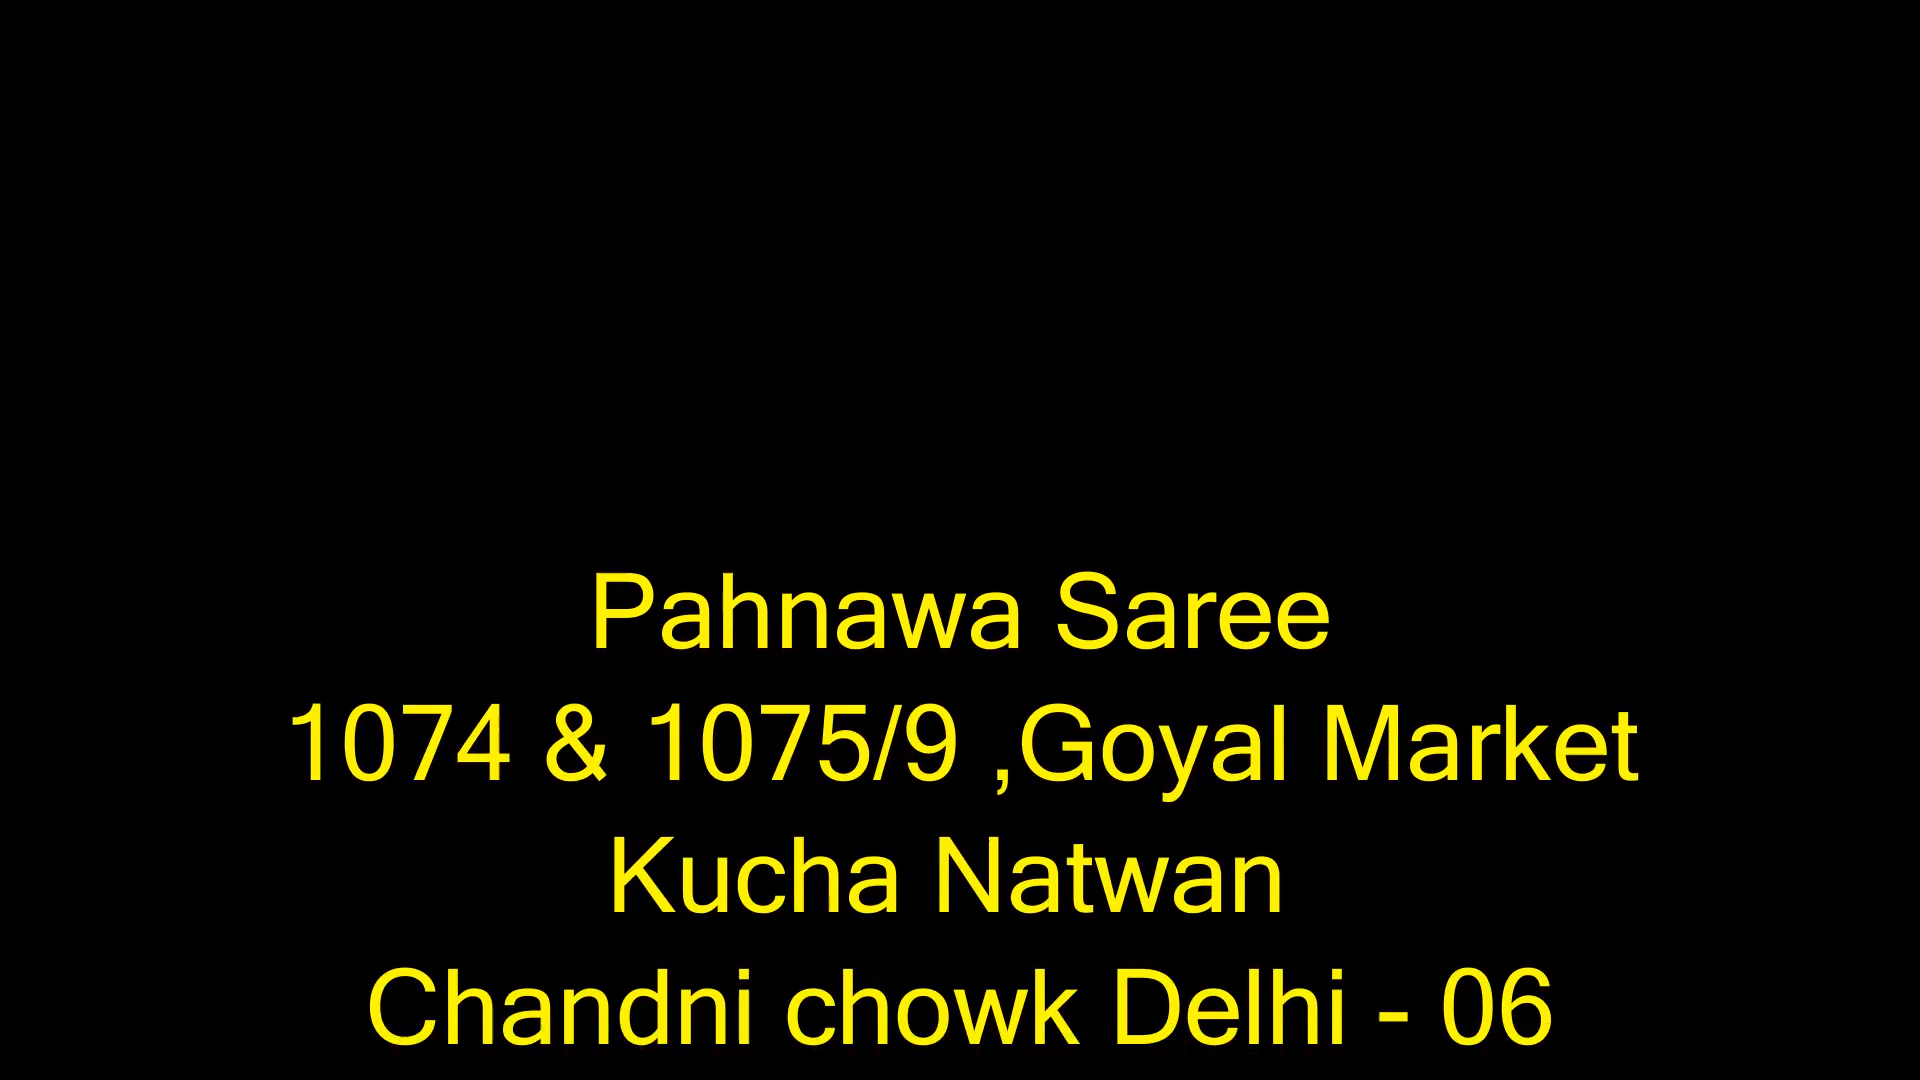 Pahnawa Saree
1074 & 1075/9 ,Goyal Market
Kucha Natwan
Chandni chowk Delhi - 06